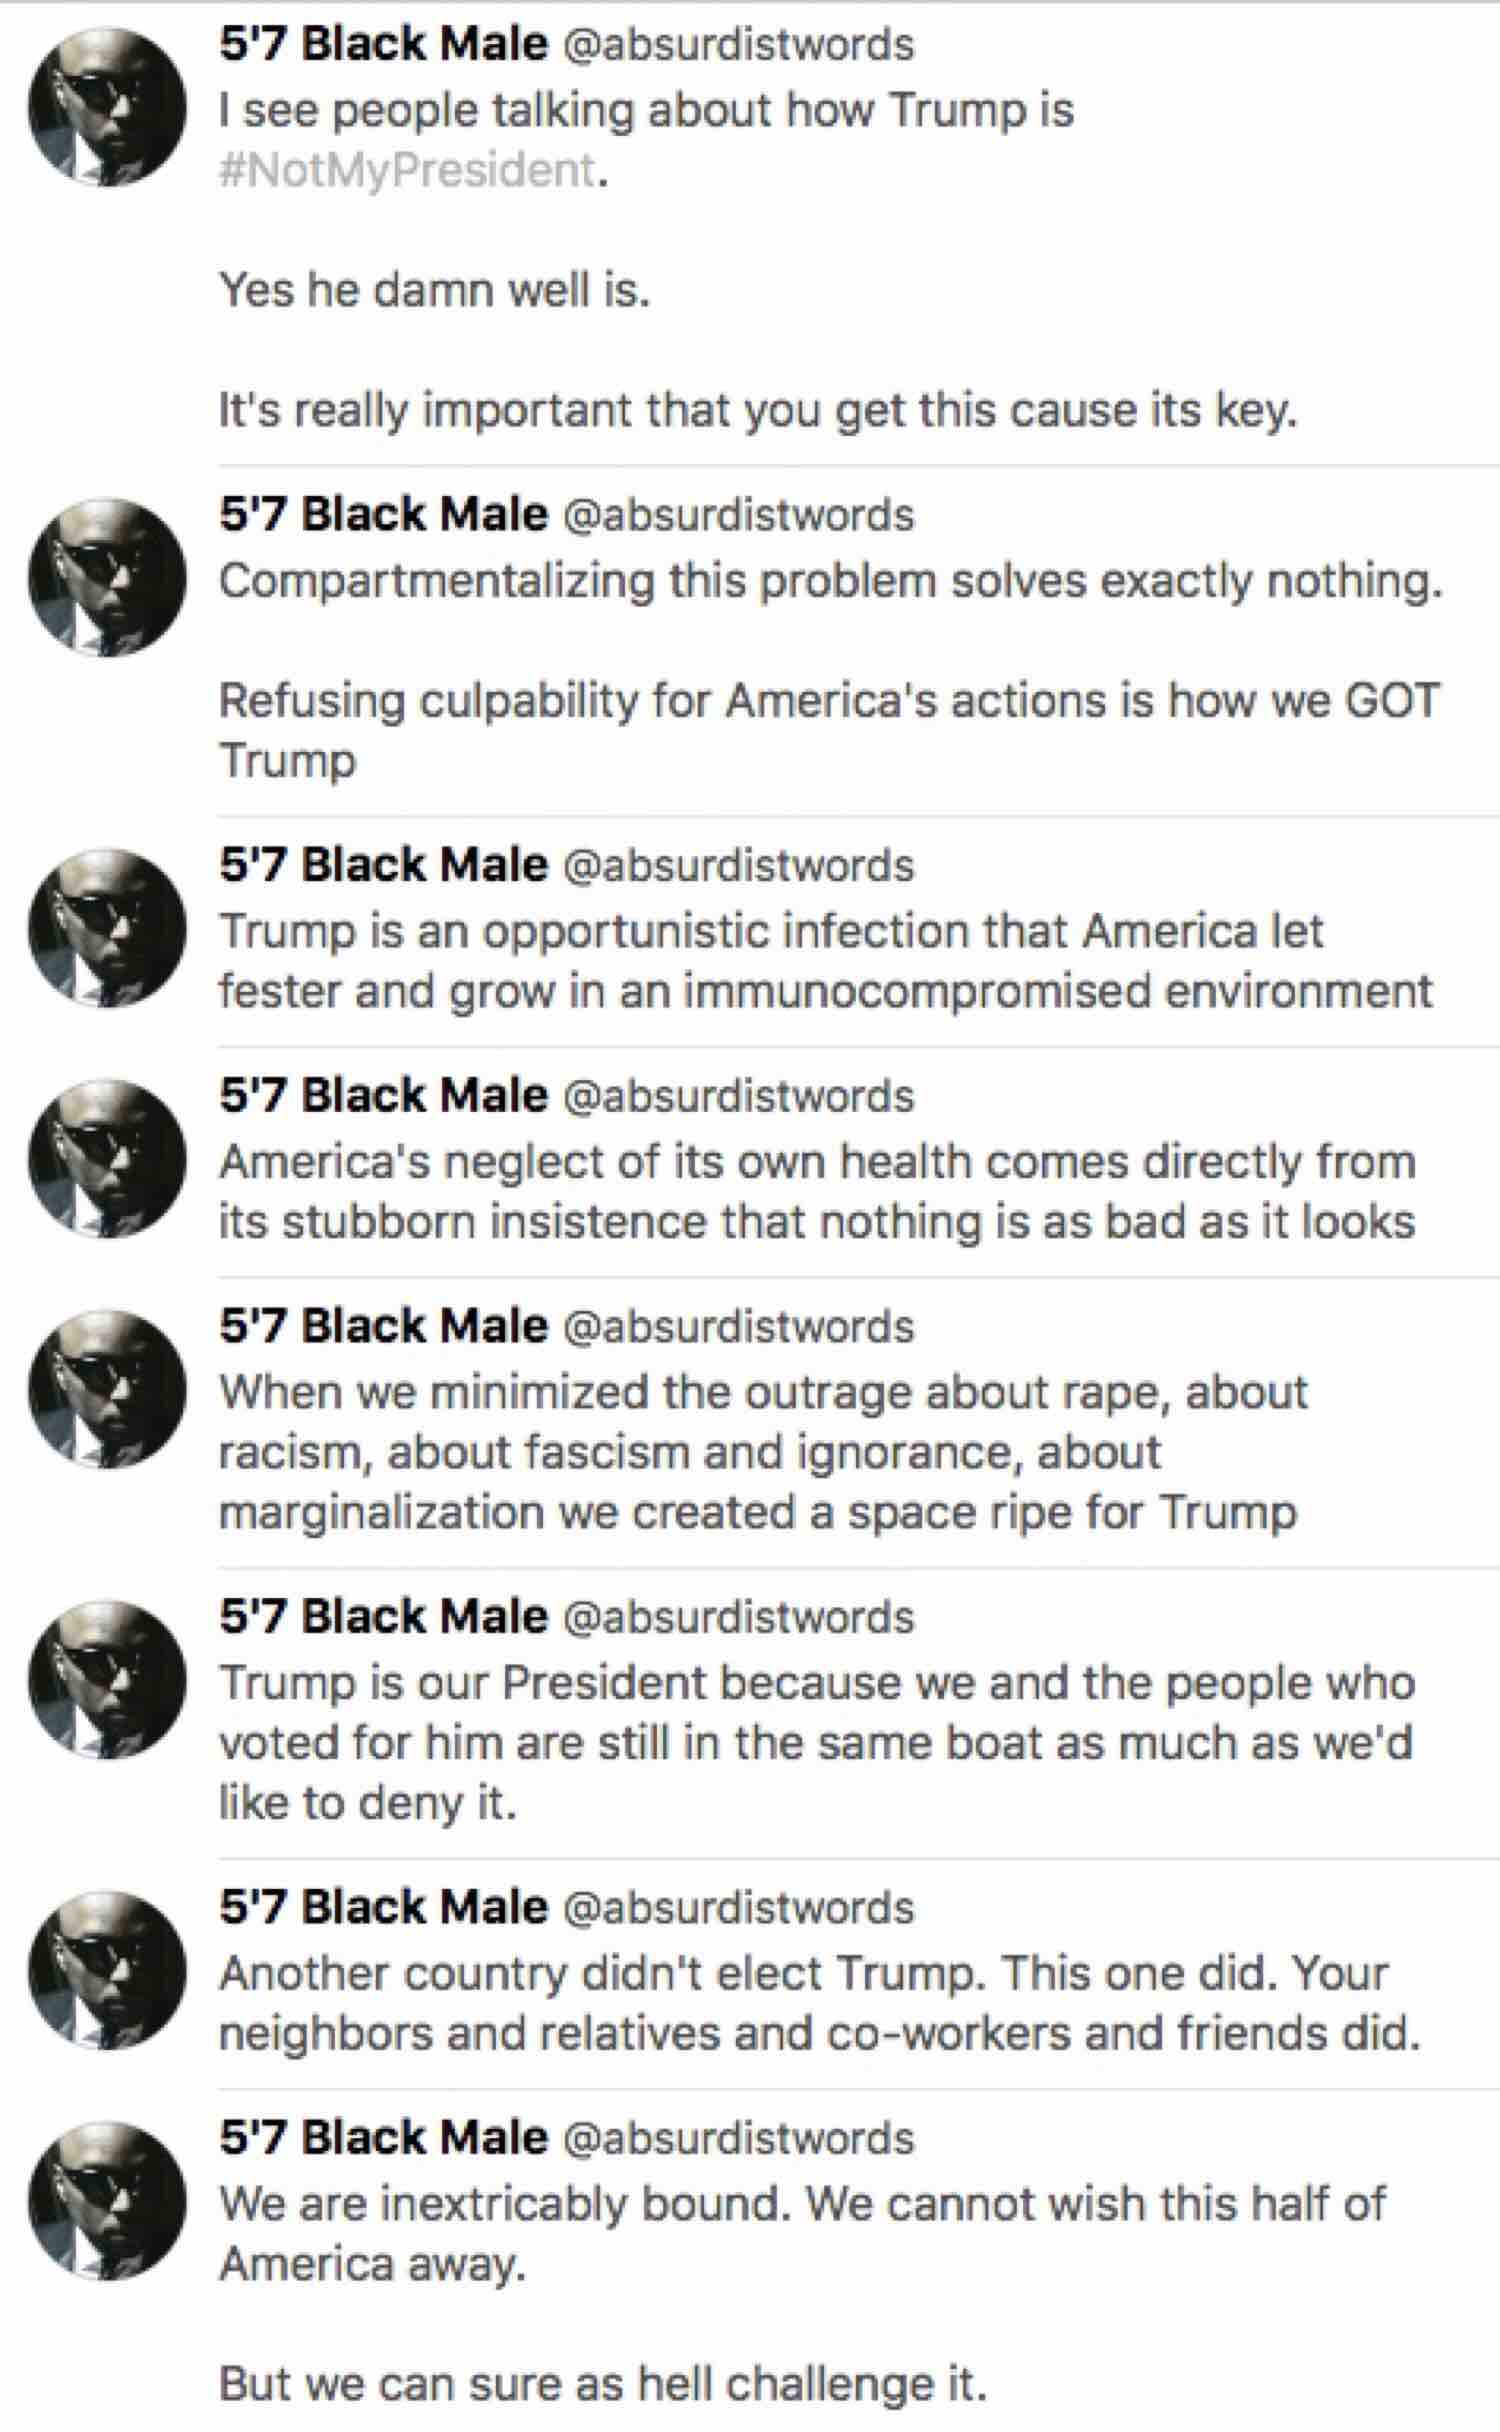 5'7 Black Male @absurdistwords
I see people talking about how Trump is
#NotMyPresident.
Yes he damn well is.
It's really important that you get this cause its key.
5'7 Black Male @absurdistwords
Compartmentalizing this problem solves exactly nothing.
Refusing culpability for America's actions is how we GOT
Trump
5'7 Black Male @absurdistwords
Trump is an opportunistic infection that America let
fester and grow in an immunocompromised environment
5'7 Black Male @absurdistwords
America's neglect of its own health comes directly from
its stubborn insistence that nothing is as bad as it looks
5'7 Black Male @absurdistwords
When we minimized the outrage about rape, about
racism, about fascism and ignorance, about
marginalization we created a space ripe for Trump
5'7 Black Male @absurdistwords
Trump is our President because we and the people who
voted for him are still in the same boat as much as we'd
like to deny it.
5'7 Black Male @absurdistwords
Another country didn't elect Trump. This one did. Your
neighbors and relatives and co-workers and friends did.
5'7 Black Male @absurdistwords
We are inextricably bound. We cannot wish this half of
America away.
But we can sure as hell challenge it.